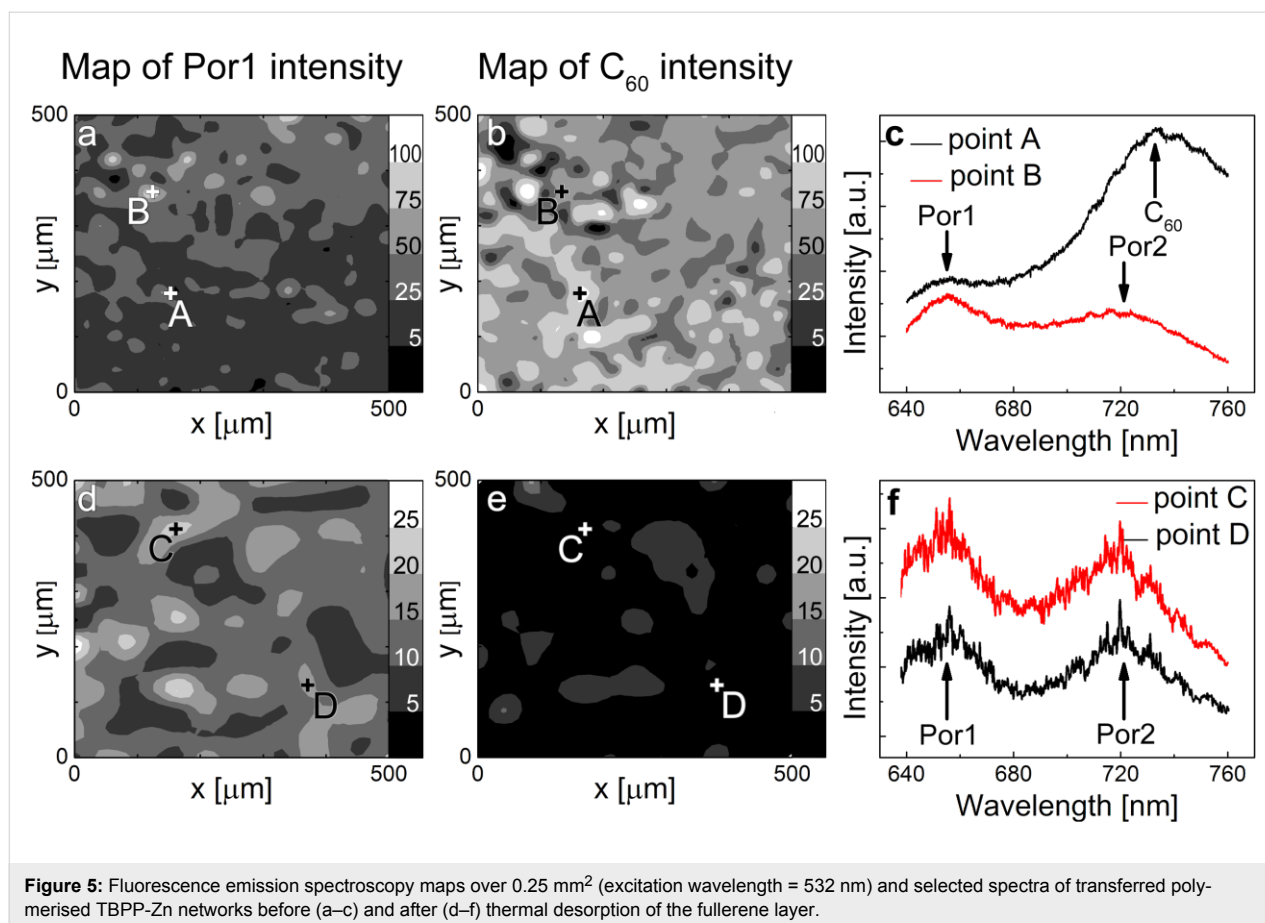 Map of Por1 intensity
Map of C60 intensity
500
a
B
A
0
y [µm]
0
500
x [µm]
100
75
50
25
5
b
B
A
0
500
x [µm]
100
75
50
25
5
c
point A
point B
Por1
C60
Por2
Intensity [a.u.]
640
680
720
760
Wavelength [nm]
500
d
C
D
0
y [µm]
0
500
x [µm]
25
20
15
10
5
500
e
C
D
0
y [µm]
0
500
x [µm]
25
20
15
10
5
f
point C
point D
Por1
Por2
Intensity [a.u.]
640
680
720
760
Wavelength [nm]
500
0
y [µm]
Figure 5: Fluorescence emission spectroscopy maps over 0.25 mm2 (excitation wavelength = 532 nm) and selected spectra of transferred poly-
merised TBPP-Zn networks before (a–c) and after (d–f) thermal desorption of the fullerene layer.